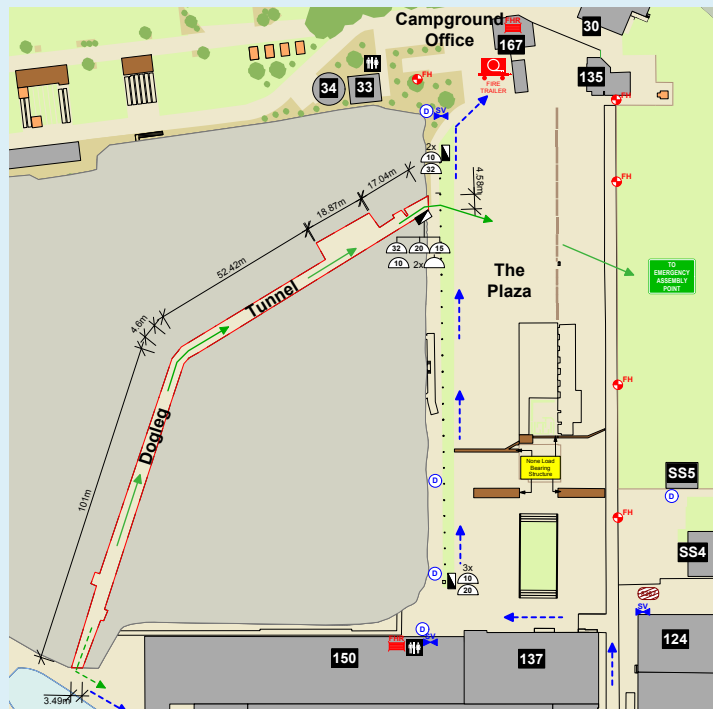 Campground
Office
30
FHR
167
FIRE
TRAILER
135
FH
FH
34
33
D
SV
2x
10
32
FH
4.58m
17.04m
18.87m
52.42m
4.6m
101m
3.49m
Tunnel
Dogleg
32
20
15
10
2x
The
Plaza
TO
EMERGENCY
ASSEMBLY
POINT
FH
None Load
Bearing
Structure
D
SS5
D
FH
SS4
D
3x
10
20
D
SV
FHR
150
137
SV
124